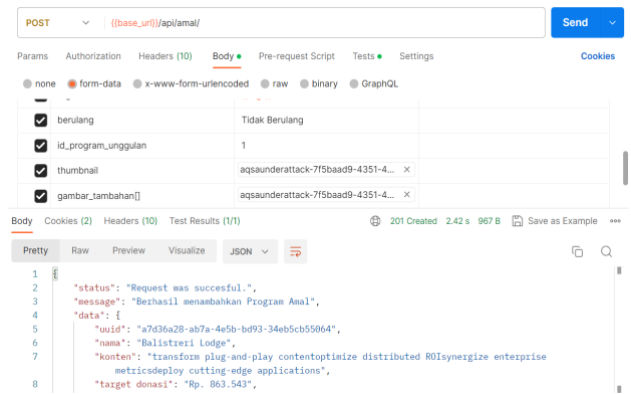 POST {{base_url}}/api/amal/ Send
Params Authorization Headers (10) Body Pre-request Script Tests Settings Cookies
none form-data x-www-form-urlencoded raw binary GraphQL
berulang Tidak Berulang
id_program_unggulan 1
thumbnail aqsaunderattack-7f5baad9-4351-4...
gambar_tambahan[] aqsaunderattack-7f5baad9-4351-4...
Body Cookies (2) Headers (10) Test Results (1/1) 201 Created 2.42 s 967 B Save as Example
Pretty Raw Preview Visualize JSON
1 {
2 "status": "Request was succesful.",
3 "message": "Berhasil menambahkan Program Amal",
4 "data": {
5 "uuid": "a7d36a28-ab7a-4e5b-bd93-34eb5cb55064",
6 "nama": "Balistreri Lodge",
7 "konten": "transform plug-and-play contentoptimize distributed ROIsynergize enterprise
metricsdeploy cutting-edge applications",
8 "target donasi": "Rp. 863.543",